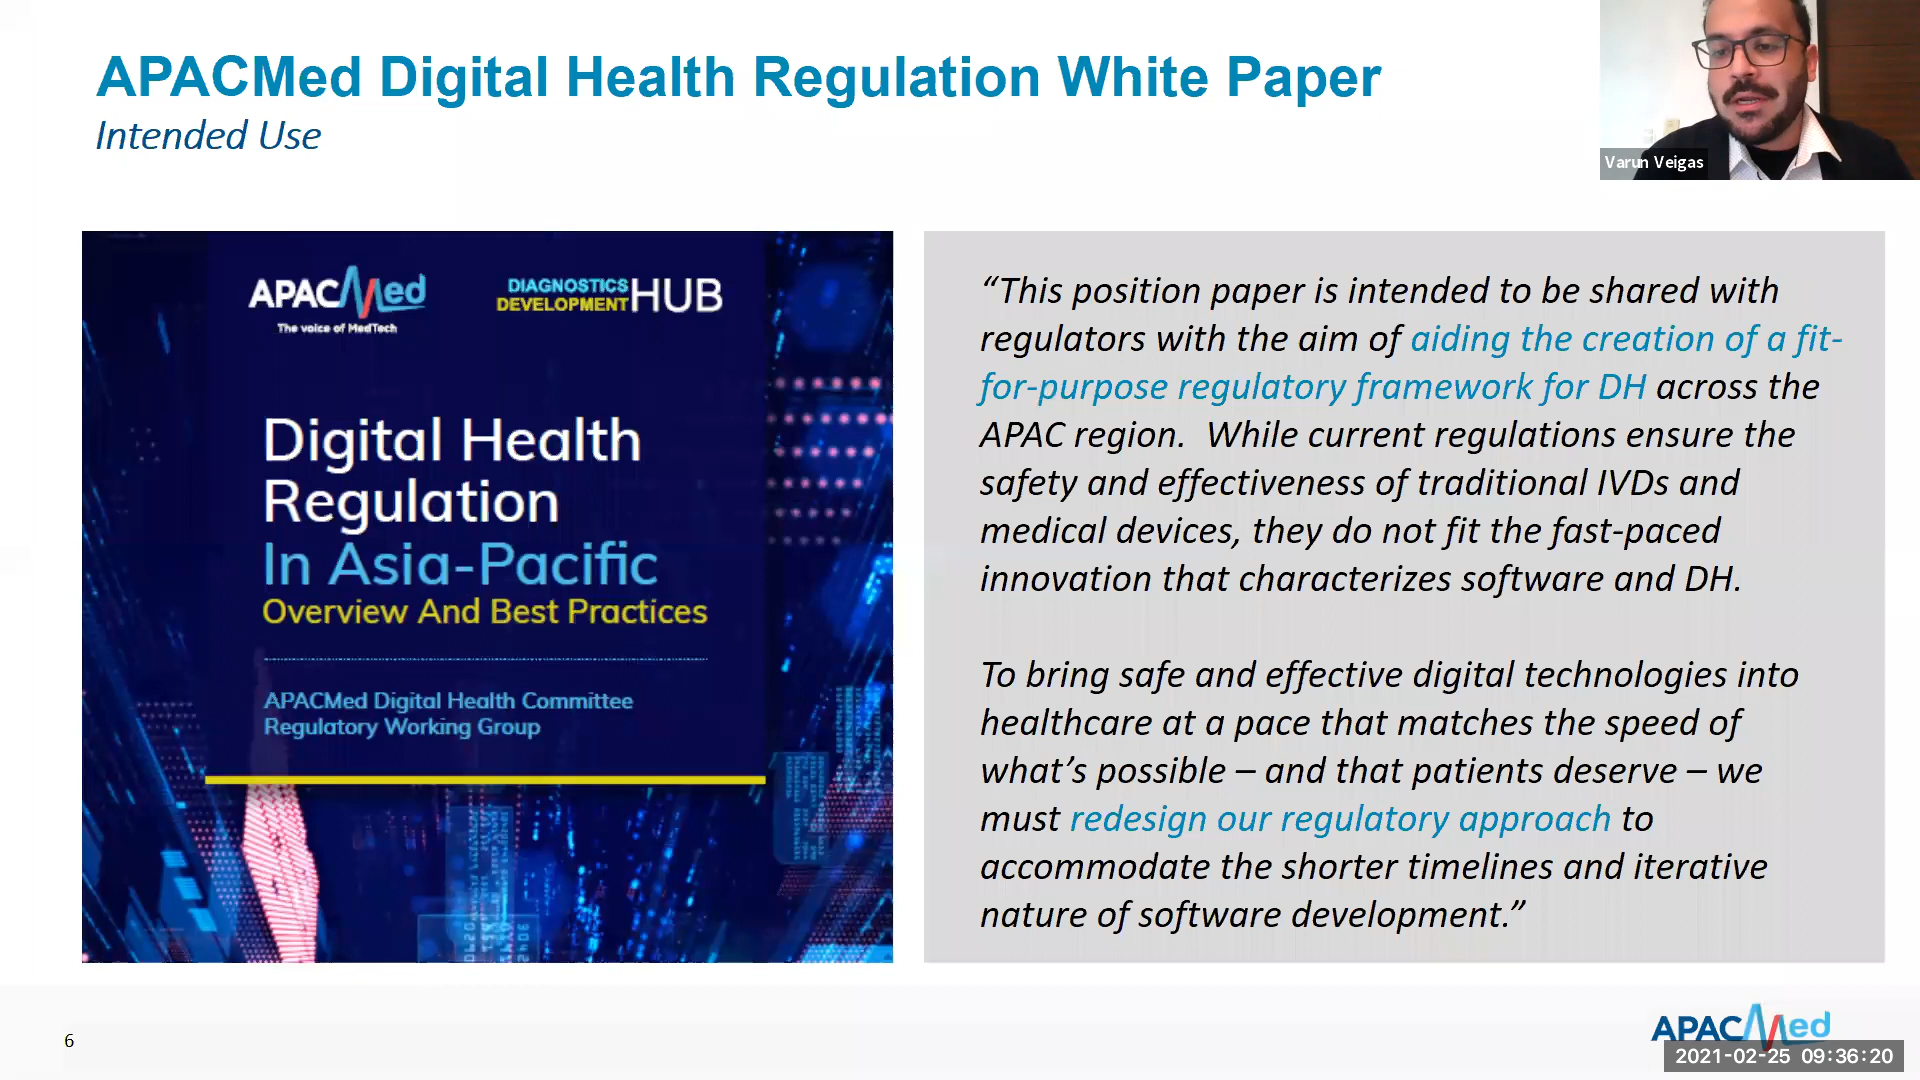 APACMed Digital Health Regulation White Paper
Intended Use
Varun Veigas
APACMed
The voice of MedTech
DIAGNOSTICS
DEVELOPMENT HUB
Digital Health
Regulation
In Asia-Pacific
Overview And Best Practices
APACMed Digital Health Committee
Regulatory Working Group
“This position paper is intended to be shared with
regulators with the aim of aiding the creation of a fit-
for-purpose regulatory framework for DH across the
APAC region.  While current regulations ensure the
safety and effectiveness of traditional IVDs and
medical devices, they do not fit the fast-paced
innovation that characterizes software and DH.
To bring safe and effective digital technologies into
healthcare at a pace that matches the speed of
what’s possible – and that patients deserve – we
must redesign our regulatory approach to
accommodate the shorter timelines and iterative
nature of software development.”
6
APACMed
2021-02-25 09:36:20